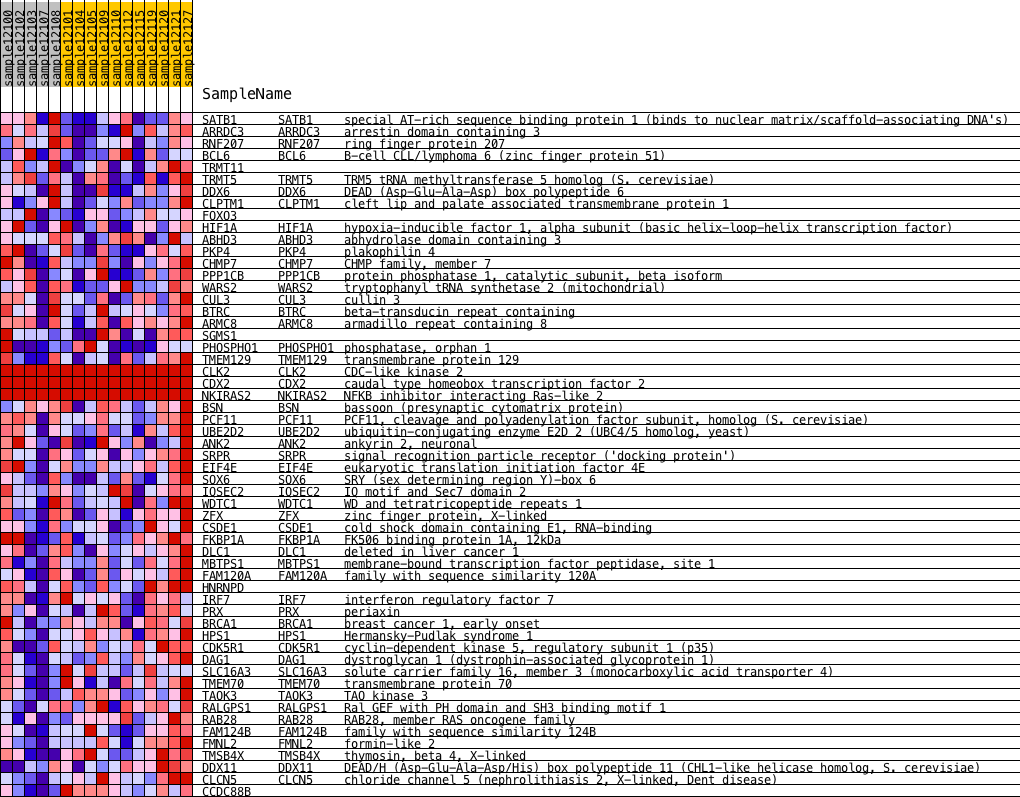 sample12100
sample12102
sample12103
sample12107
sample12108
sample12101
sample12104
sample12105
sample12109
sample12110
sample12112
sample12115
sample12119
sample12120
sample12121
sample12127
SampleName
SATB1 SATB1 special AT-rich sequence binding protein 1 (binds to nuclear matrix/scaffold-associating DNA's)
ARRDC3 ARRDC3 arrestin domain containing 3
RNF207 RNF207 ring finger protein 207
BCL6 BCL6 B-cell CLL/lymphoma 6 (zinc finger protein 51)
TRMT11
TRMT5 TRMT5 TRM5 tRNA methyltransferase 5 homolog (S. cerevisiae)
DDX6 DDX6 DEAD (Asp-Glu-Ala-Asp) box polypeptide 6
CLPTM1 CLPTM1 cleft lip and palate associated transmembrane protein 1
FOXO3
HIF1A HIF1A hypoxia-inducible factor 1, alpha subunit (basic helix-loop-helix transcription factor)
ABHD3 ABHD3 abhydrolase domain containing 3
PKP4 PKP4 plakophilin 4
CHMP7 CHMP7 CHMP family, member 7
PPP1CB PPP1CB protein phosphatase 1, catalytic subunit, beta isoform
WARS2 WARS2 tryptophanyl tRNA synthetase 2 (mitochondrial)
CUL3 CUL3 cullin 3
BTRC BTRC beta-transducin repeat containing
ARMC8 ARMC8 armadillo repeat containing 8
SGMS1
PHOSPHO1 PHOSPHO1 phosphatase, orphan 1
TMEM129 TMEM129 transmembrane protein 129
CLK2 CLK2 CDC-like kinase 2
CDX2 CDX2 caudal type homeobox transcription factor 2
NKIRAS2 NKIRAS2 NFKB inhibitor interacting Ras-like 2
BSN BSN bassoon (presynaptic cytomatrix protein)
PCF11 PCF11 PCF11, cleavage and polyadenylation factor subunit, homolog (S. cerevisiae)
UBE2D2 UBE2D2 ubiquitin-conjugating enzyme E2D 2 (UBC4/5 homolog, yeast)
ANK2 ANK2 ankyrin 2, neuronal
SRPR SRPR signal recognition particle receptor ('docking protein')
EIF4E EIF4E eukaryotic translation initiation factor 4E
SOX6 SOX6 SRY (sex determining region Y)-box 6
IQSEC2 IQSEC2 IQ motif and Sec7 domain 2
WDTC1 WDTC1 WD and tetratricopeptide repeats 1
ZFX ZFX zinc finger protein, X-linked
CSDE1 CSDE1 cold shock domain containing E1, RNA-binding
FKBP1A FKBP1A FK506 binding protein 1A, 12kDa
DLC1 DLC1 deleted in liver cancer 1
MBTPS1 MBTPS1 membrane-bound transcription factor peptidase, site 1
FAM120A FAM120A family with sequence similarity 120A
HNRNPD
IRF7 IRF7 interferon regulatory factor 7
PRX PRX periaxin
BRCA1 BRCA1 breast cancer 1, early onset
HPS1 HPS1 Hermansky-Pudlak syndrome 1
CDK5R1 CDK5R1 cyclin-dependent kinase 5, regulatory subunit 1 (p35)
DAG1 DAG1 dystroglycan 1 (dystrophin-associated glycoprotein 1)
SLC16A3 SLC16A3 solute carrier family 16, member 3 (monocarboxylic acid transporter 4)
TMEM70 TMEM70 transmembrane protein 70
TAOK3 TAOK3 TAO kinase 3
RALGPS1 RALGPS1 Ral GEF with PH domain and SH3 binding motif 1
RAB28 RAB28 RAB28, member RAS oncogene family
FAM124B FAM124B family with sequence similarity 124B
FMNL2 FMNL2 formin-like 2
TMSB4X TMSB4X thymosin, beta 4, X-linked
DDX11 DDX11 DEAD/H (Asp-Glu-Ala-Asp/His) box polypeptide 11 (CHL1-like helicase homolog, S. cerevisiae)
CLCN5 CLCN5 chloride channel 5 (nephrolithiasis 2, X-linked, Dent disease)
CCDC88B